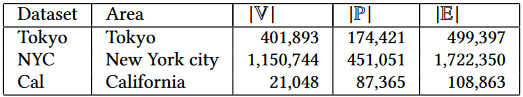 Dataset Area |𝕍| |ℙ| |𝔼|
Tokyo Tokyo 401,893 174,421 499,397
NYC New York city 1,150,744 451,051 1,722,350
Cal California 21,048 87,365 108,863